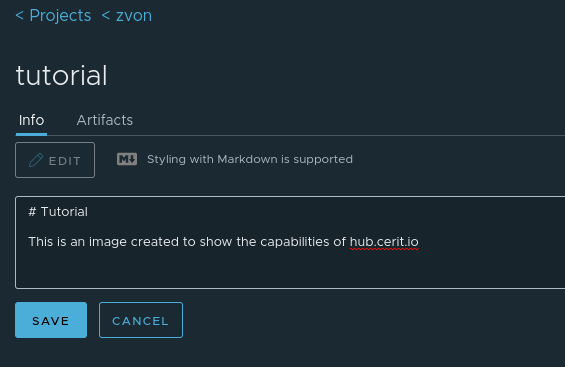 < Projects < zvon
tutorial
Info Artifacts
EDIT M↓ Styling with Markdown is supported
# Tutorial
This is an image created to show the capabilities of hub.cerit.io
SAVE CANCEL